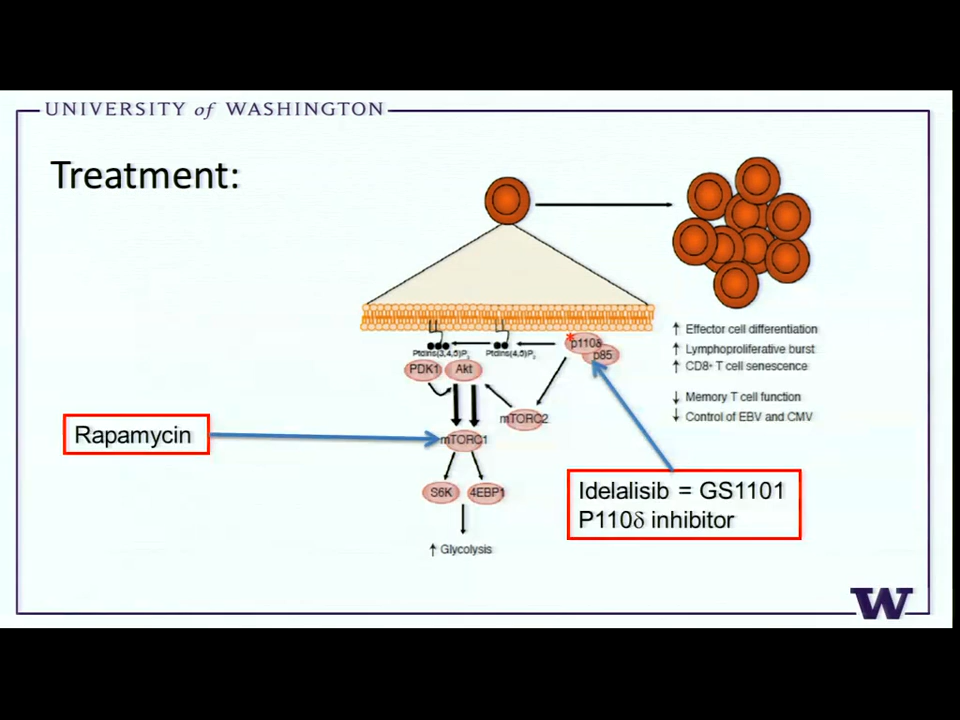 UNIVERSITY of WASHINGTON
Treatment:
↑ Effector cell differentiation
↑ Lymphoproliferative burst
↑ CD8+ T cell senescence
↓ Memory T cell function
↓ Control of EBV and CMV
PtdIns(3,4,5)P3
PtdIns(4,5)P2
*p110δ
p85
PDK1
Akt
mTORC2
Rapamycin
mTORC1
S6K
4EBP1
↑ Glycolysis
Idelalisib = GS1101
P110δ inhibitor
W